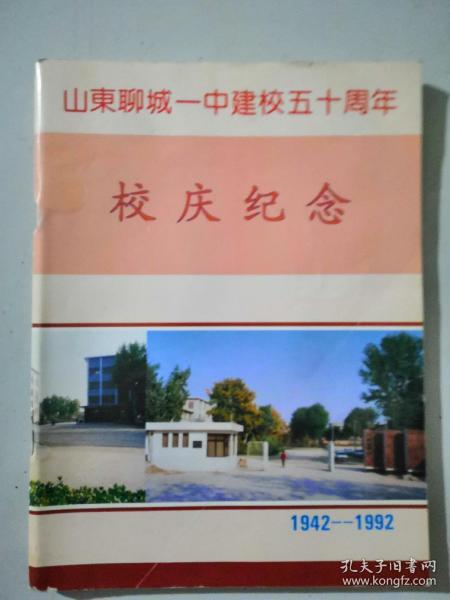 山東聊城一中建校五十周年
校庆纪念
1942--1992
孔夫子旧书网
www.kongfz.com